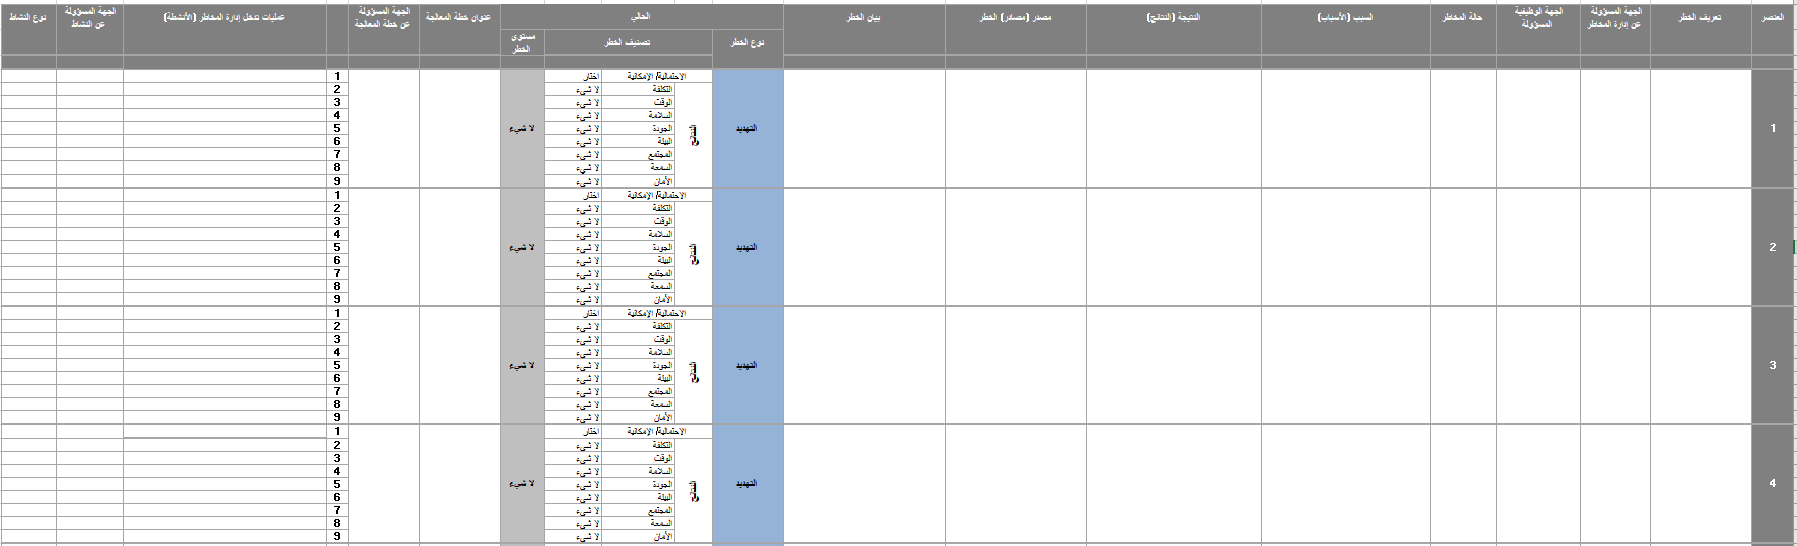 العنصر
تعريف الخطر
الجهة المسؤولة عن إدارة المخاطر
الجهة الوظيفية المسؤولة
حالة المخاطر
السبب (الأسباب)
النتيجة (النتائج)
مصدر (مصادر) الخطر
بيان الخطر
الحالي
نوع الخطر
تصنيف الخطر
مستوى الخطر
عنوان خطة المعالجة
الجهة المسؤولة عن خطة المعالجة
عمليات تدخل إدارة المخاطر (الأنشطة)
الجهة المسؤولة عن النشاط
نوع النشاط
1
التهديد
النتائج
لا شيء
الاحتمالية/ الإمكانية اختار 1
التكلفة لا شيء 2
الوقت لا شيء 3
السلامة لا شيء 4
الجودة لا شيء 5
البيئة لا شيء 6
المجتمع لا شيء 7
السمعة لا شيء 8
الأمان لا شيء 9
2
التهديد
النتائج
لا شيء
الاحتمالية/ الإمكانية اختار 1
التكلفة لا شيء 2
الوقت لا شيء 3
السلامة لا شيء 4
الجودة لا شيء 5
البيئة لا شيء 6
المجتمع لا شيء 7
السمعة لا شيء 8
الأمان لا شيء 9
3
التهديد
النتائج
لا شيء
الاحتمالية/ الإمكانية اختار 1
التكلفة لا شيء 2
الوقت لا شيء 3
السلامة لا شيء 4
الجودة لا شيء 5
البيئة لا شيء 6
المجتمع لا شيء 7
السمعة لا شيء 8
الأمان لا شيء 9
4
التهديد
النتائج
لا شيء
الاحتمالية/ الإمكانية اختار 1
التكلفة لا شيء 2
الوقت لا شيء 3
السلامة لا شيء 4
الجودة لا شيء 5
البيئة لا شيء 6
المجتمع لا شيء 7
السمعة لا شيء 8
الأمان لا شيء 9